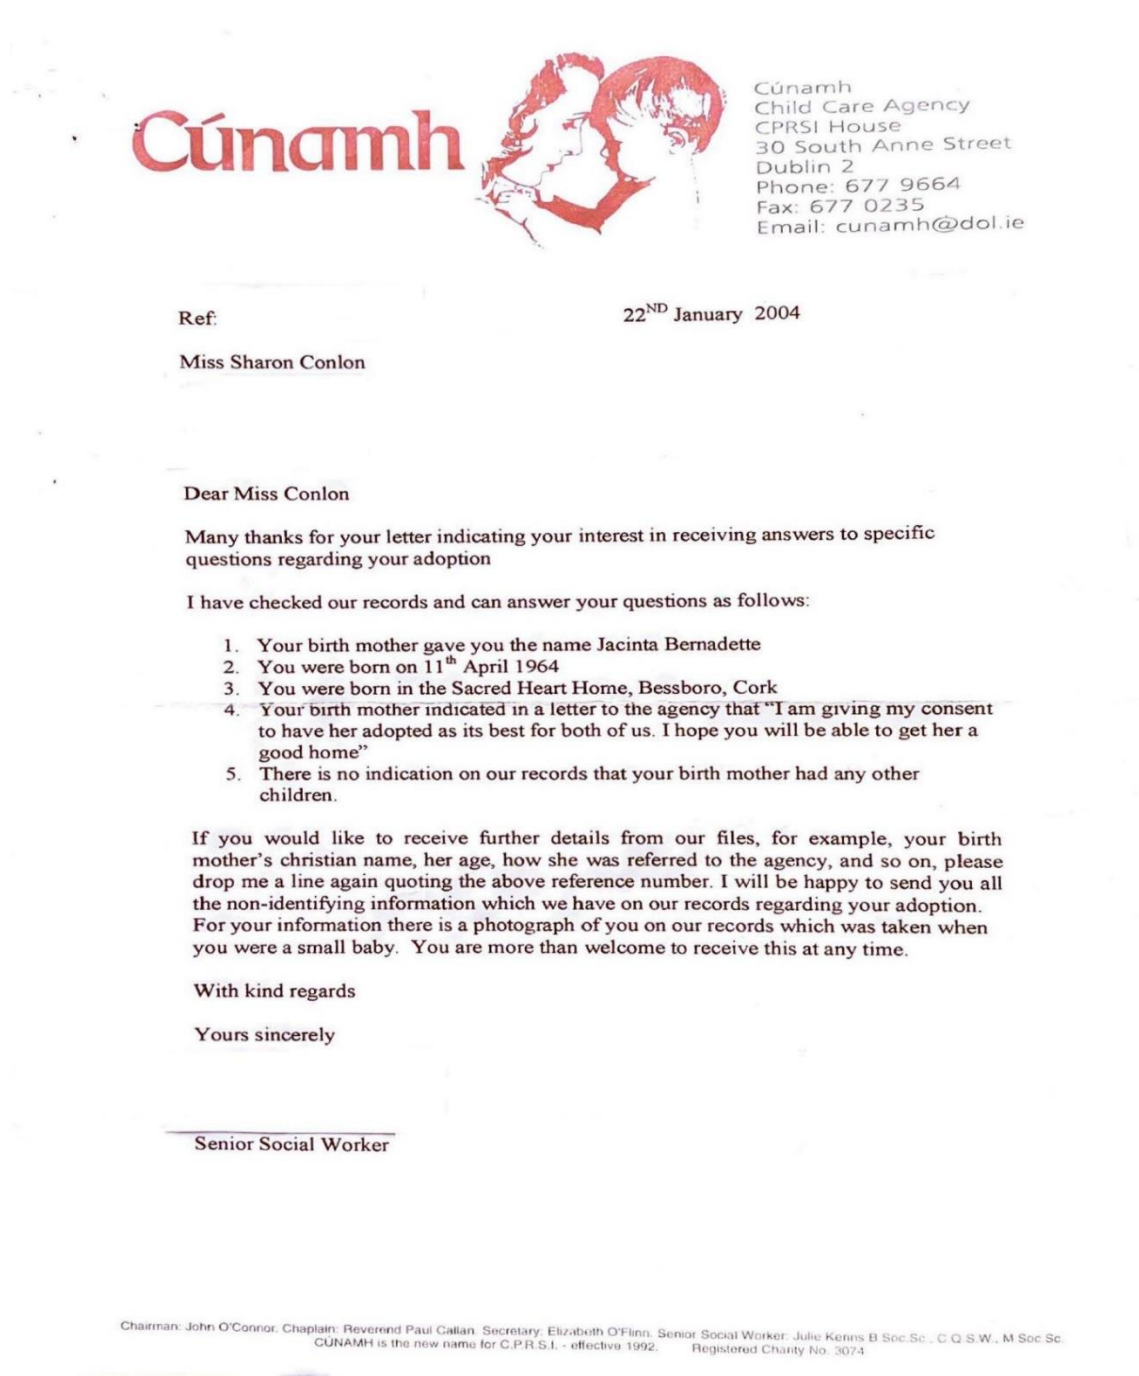 Cúnamh
Cúnamh
Child Care Agency
CPRSI House
30 South Anne Street
Dublin 2
Phone: 677 9664
Fax: 677 0235
Email: cunamh@dol.ie
Ref:
22ND January 2004
Miss Sharon Conlon
Dear Miss Conlon
Many thanks for your letter indicating your interest in receiving answers to specific
questions regarding your adoption
I have checked our records and can answer your questions as follows:
1. Your birth mother gave you the name Jacinta Bernadette
2. You were born on 11th April 1964
3. You were born in the Sacred Heart Home, Bessboro, Cork
4. Your birth mother indicated in a letter to the agency that “I am giving my consent
to have her adopted as its best for both of us. I hope you will be able to get her a
good home”
5. There is no indication on our records that your birth mother had any other
children.
If you would like to receive further details from our files, for example, your birth
mother’s christian name, her age, how she was referred to the agency, and so on, please
drop me a line again quoting the above reference number. I will be happy to send you all
the non-identifying information which we have on our records regarding your adoption.
For your information there is a photograph of you on our records which was taken when
you were a small baby. You are more than welcome to receive this at any time.
With kind regards
Yours sincerely
Senior Social Worker
Chairman: John O'Connor. Chaplain: Reverend Paul Callan. Secretary: Elizabeth O'Flinn. Senior Social Worker: Julie Kerins B Soc.Sc., C.Q.S.W., M Soc Sc.
CÚNAMH is the new name for C.P.R.S.I. - effective 1992. Registered Charity No. 3074